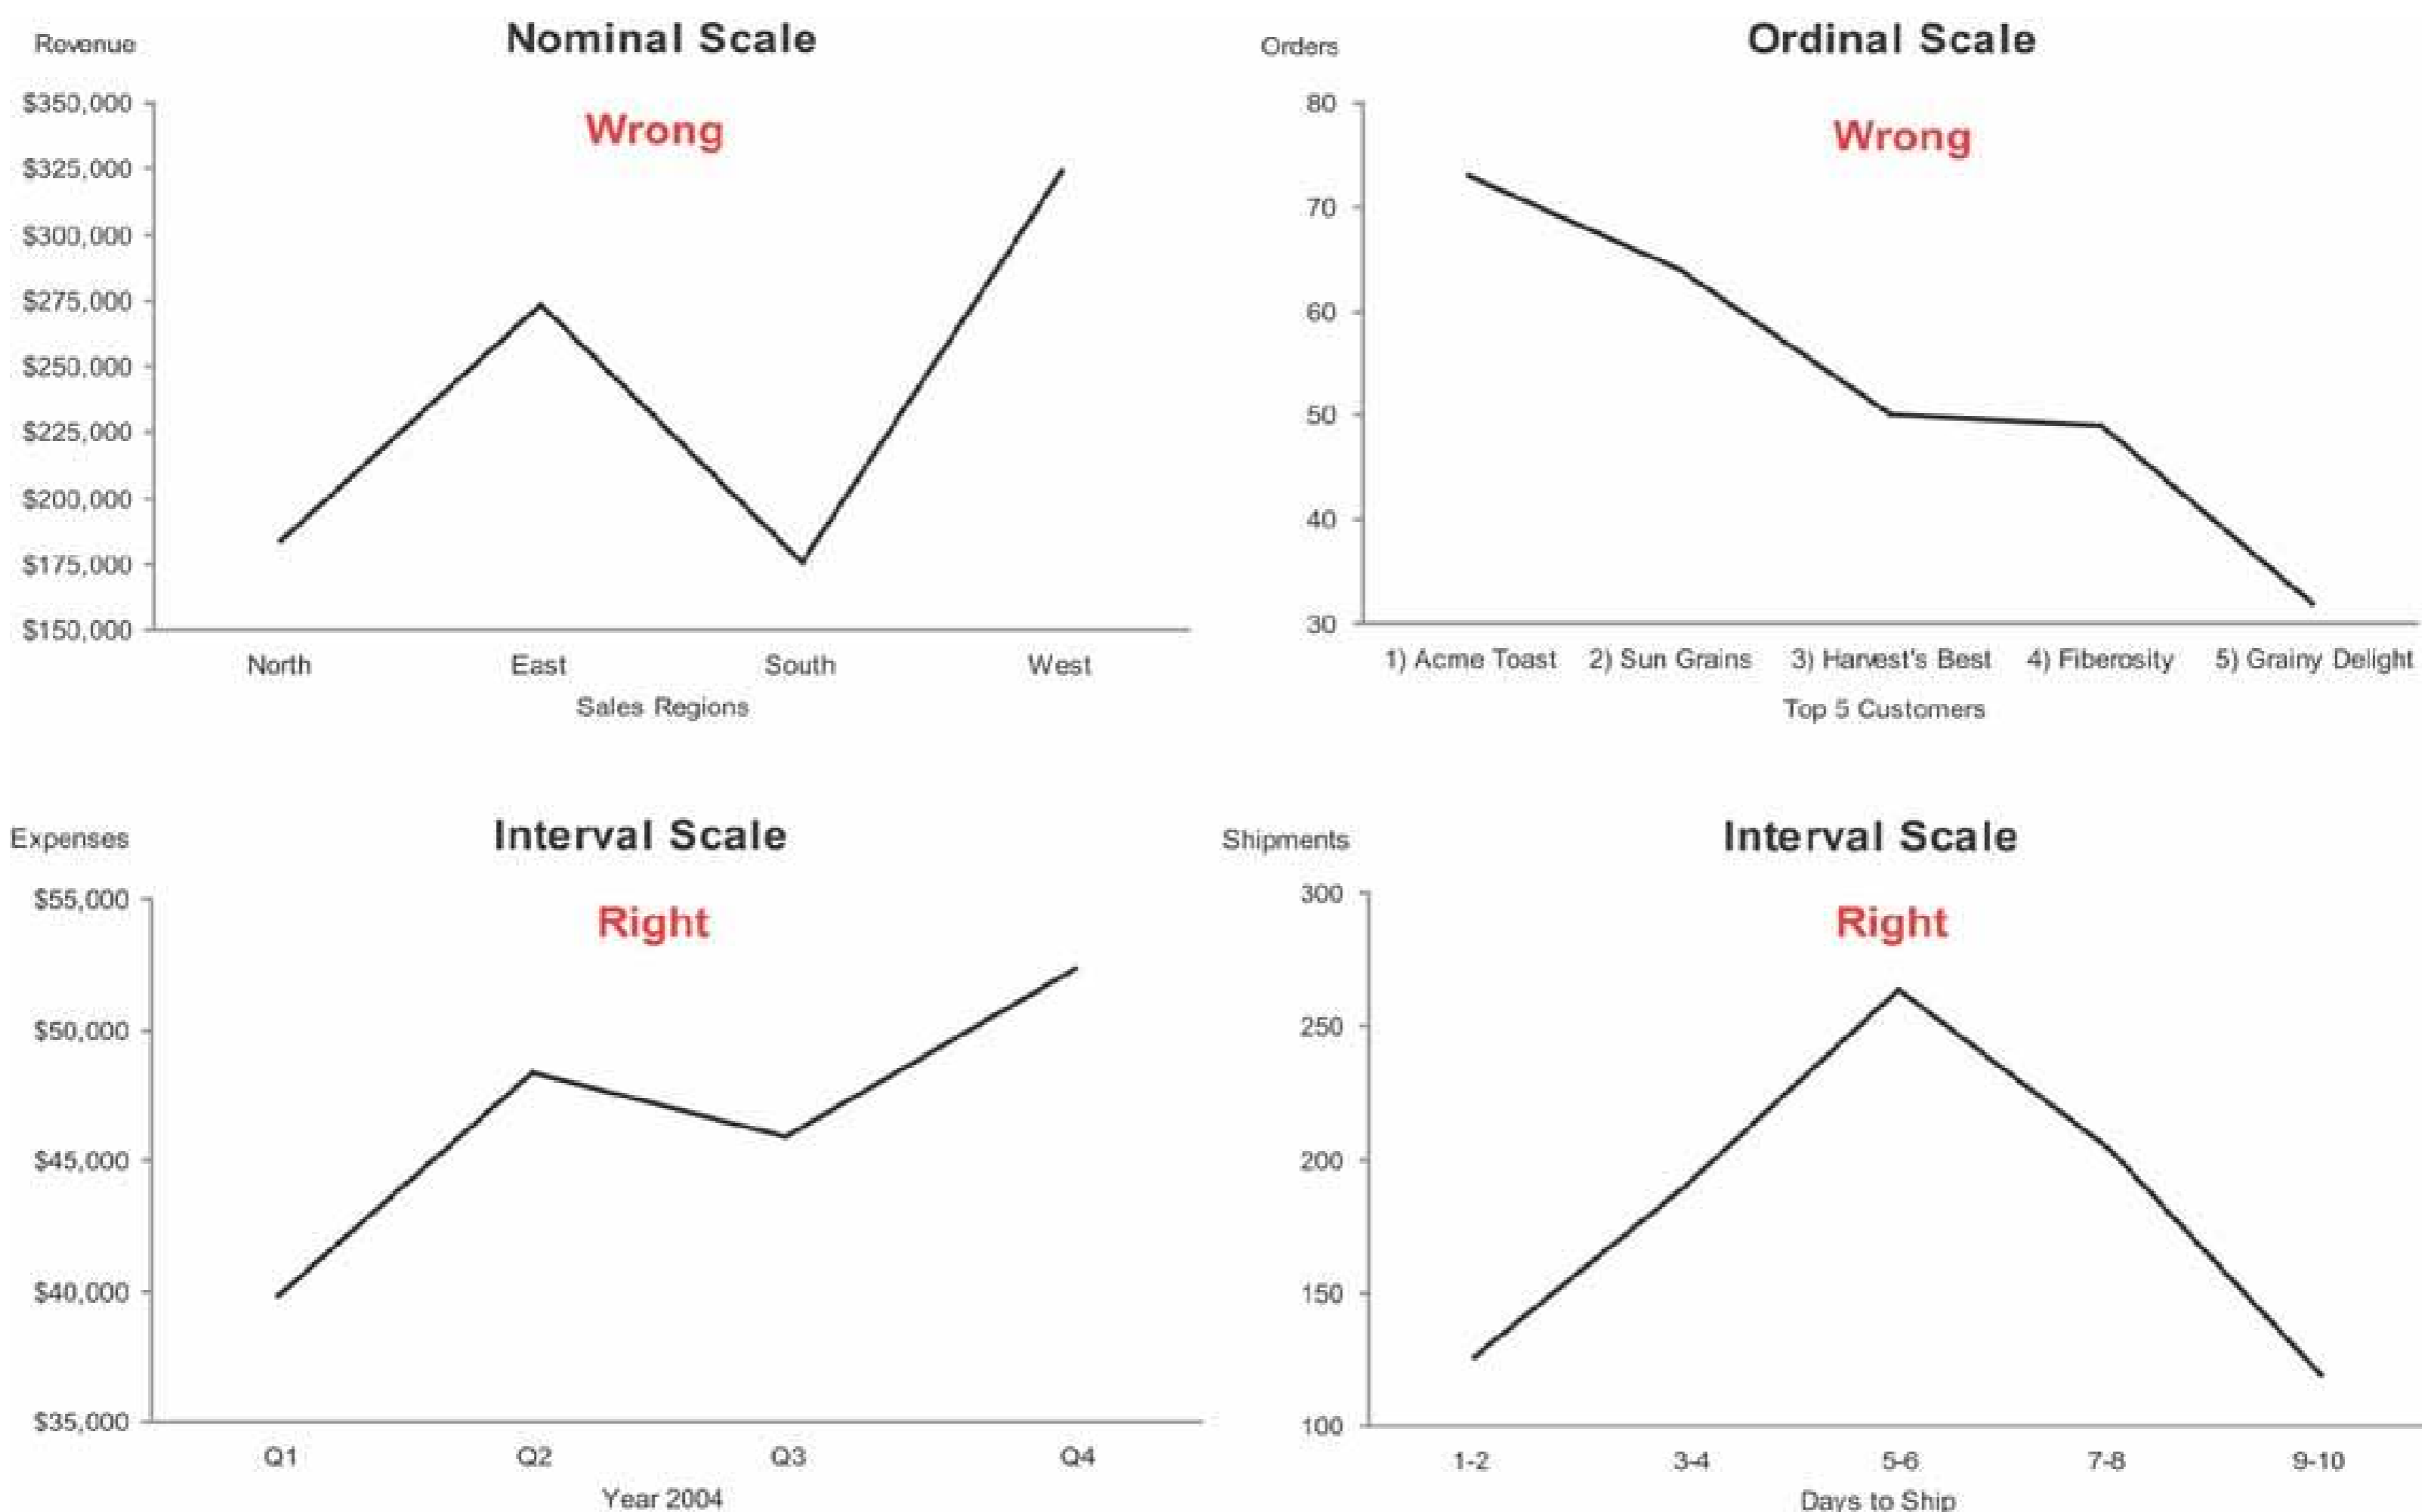 Revenue
Nominal Scale
Wrong
$350,000
$325,000
$300,000
$275,000
$250,000
$225,000
$200,000
$175,000
$150,000
North East South West
Sales Regions
Orders
Ordinal Scale
Wrong
80
70
60
50
40
30
1) Acme Toast 2) Sun Grains 3) Harvest's Best 4) Fiberosity 5) Grainy Delight
Top 5 Customers
Expenses
Interval Scale
Right
$55,000
$50,000
$45,000
$40,000
$35,000
Q1 Q2 Q3 Q4
Year 2004
Shipments
Interval Scale
Right
300
250
200
150
100
1-2 3-4 5-6 7-8 9-10
Days to Ship